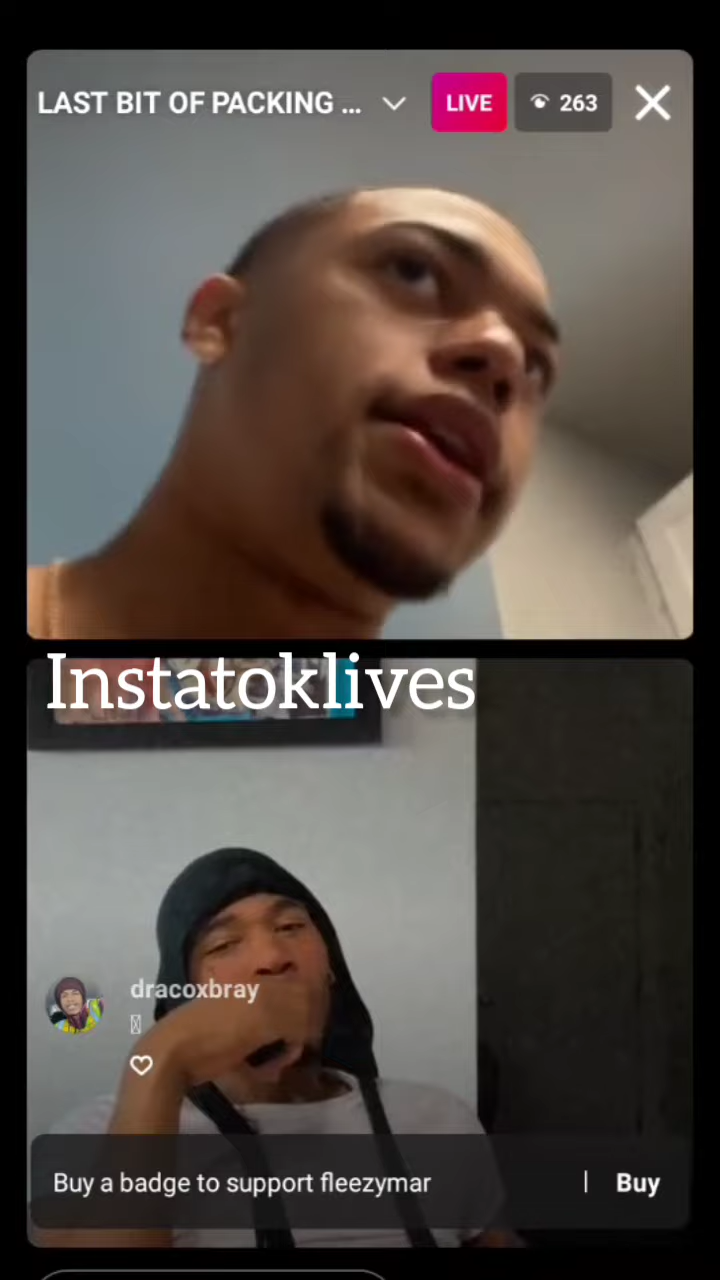 LAST BIT OF PACKING ...
LIVE
263
Instatoklives
dracoxbray
Buy a badge to support fleezymar | Buy